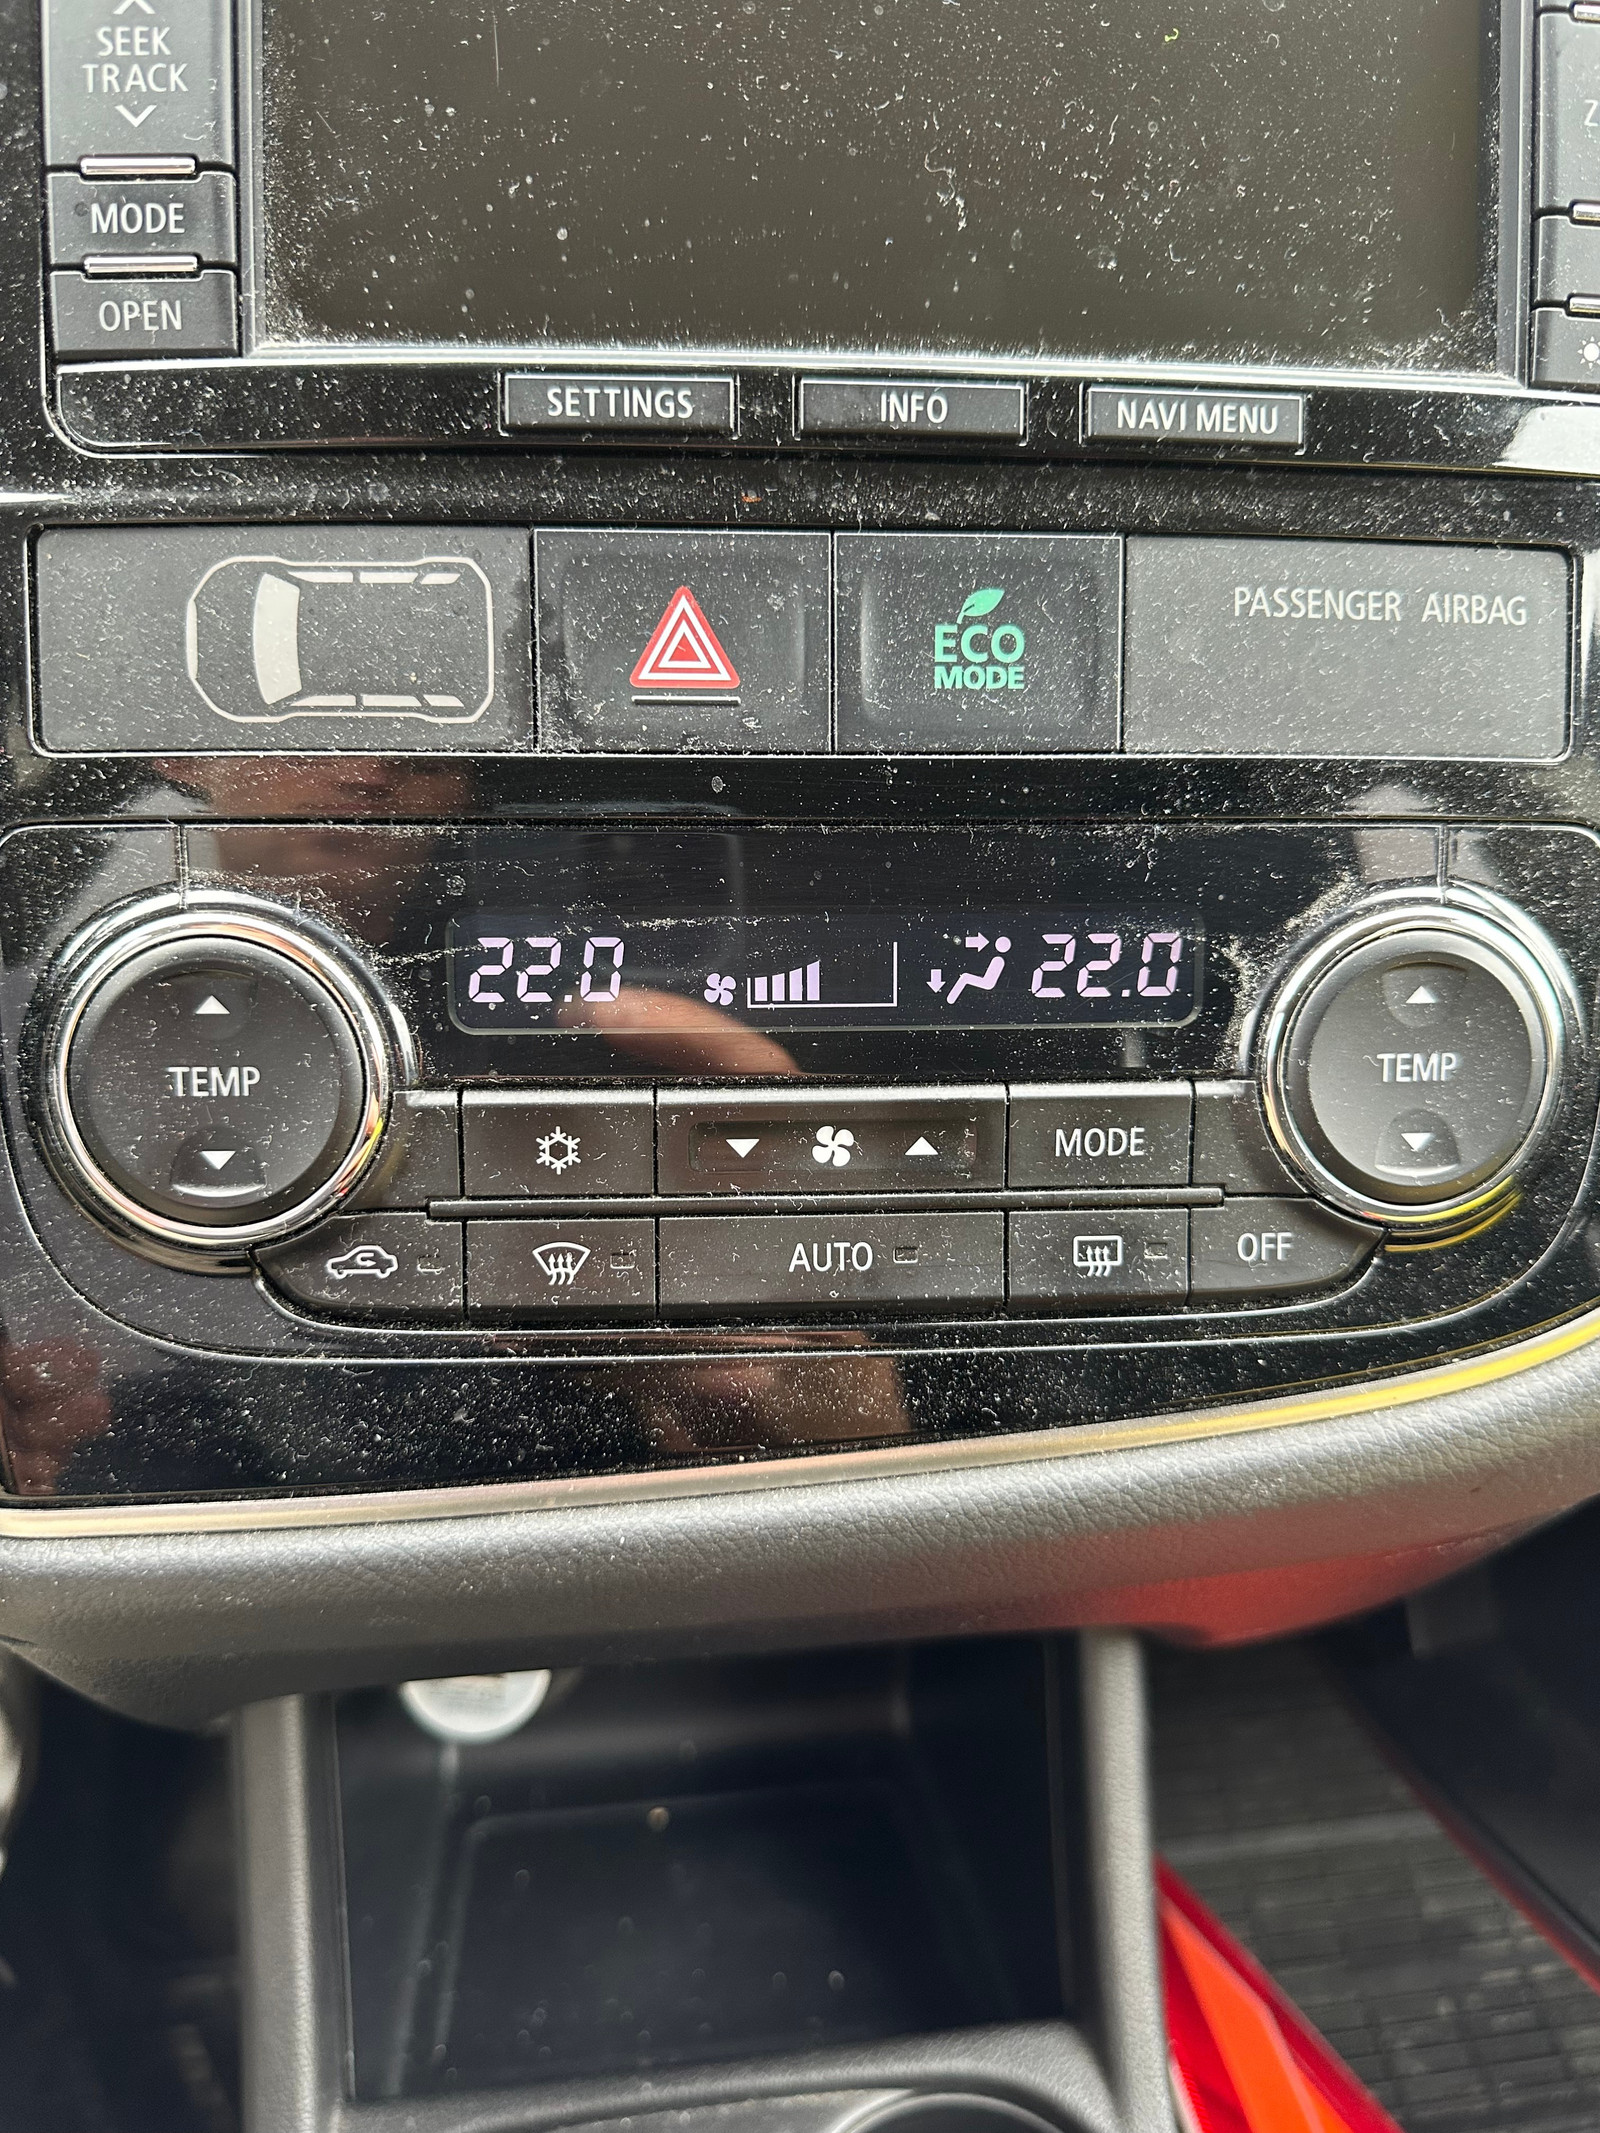 SEEK
TRACK
MODE
OPEN
SETTINGS
INFO
NAVI MENU
ECO
MODE
PASSENGER AIRBAG
22.0
22.0
TEMP
TEMP
MODE
AUTO
OFF